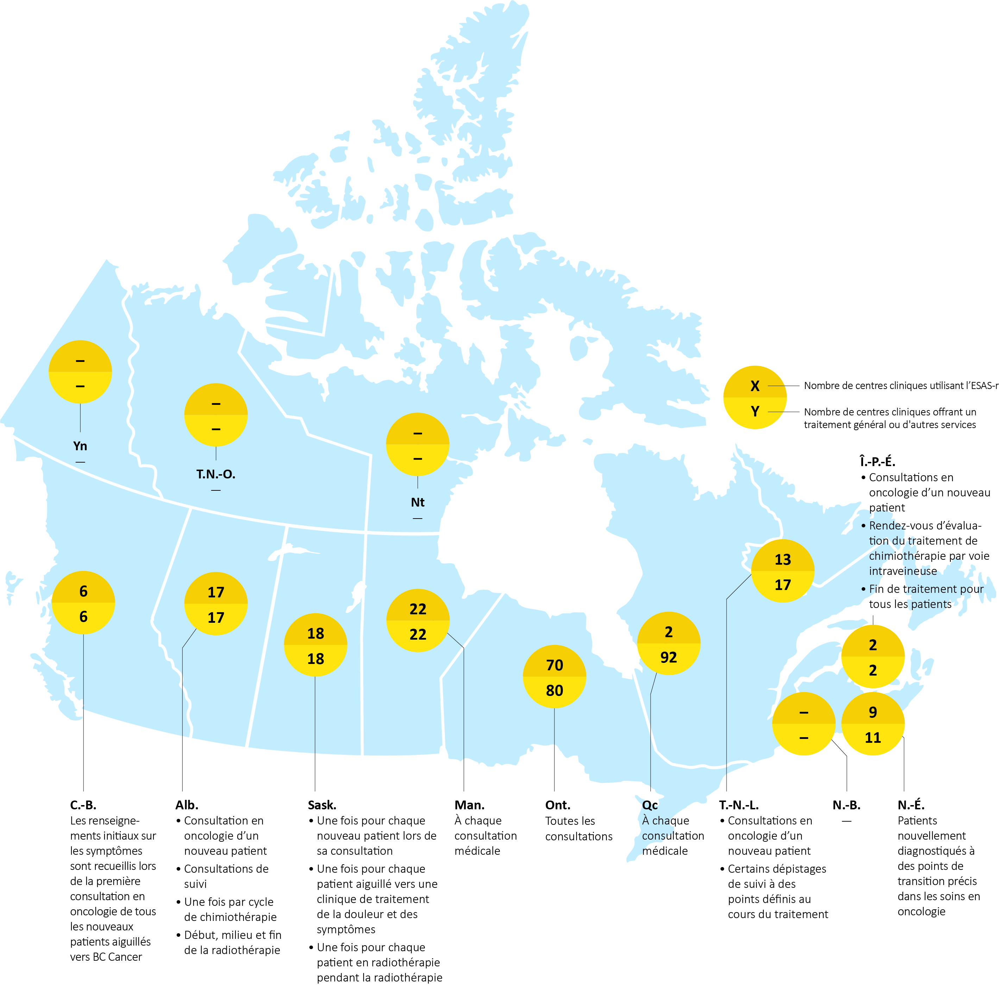 –
–
Yn
—
–
–
T.N.-O.
—
–
–
Nt
—
X
Nombre de centres cliniques utilisant l’ESAS-r
Y
Nombre de centres cliniques offrant un
traitement général ou d'autres services
Î.-P.-É.
• Consultations en
oncologie d’un nouveau
patient
• Rendez-vous d’évalua-
tion du traitement de
chimiothérapie par voie
intraveineuse
• Fin de traitement pour
tous les patients
2
2
6
6
17
17
18
18
22
22
70
80
2
92
13
17
–
–
9
11
C.-B.
Les renseigne-
ments initiaux sur
les symptômes
sont recueillis lors
de la première
consultation en
oncologie de tous
les nouveaux
patients aiguillés
vers BC Cancer
Alb.
• Consultation en
oncologie d’un
nouveau patient
• Consultations de
suivi
• Une fois par cycle
de chimiothérapie
• Début, milieu et fin
de la radiothérapie
Sask.
• Une fois pour chaque
nouveau patient lors de
sa consultation
• Une fois pour chaque
patient aiguillé vers une
clinique de traitement
de la douleur et des
symptômes
• Une fois pour chaque
patient en radiothérapie
pendant la radiothérapie
Man.
À chaque
consultation
médicale
Ont.
Toutes les
consultations
Qc
À chaque
consultation
médicale
T.-N.-L.
• Consultations en
oncologie d’un
nouveau patient
• Certains dépistages
de suivi à des
points définis au
cours du traitement
N.-B.
—
N.-É.
Patients
nouvellement
diagnostiqués à
des points de
transition précis
dans les soins en
oncologie